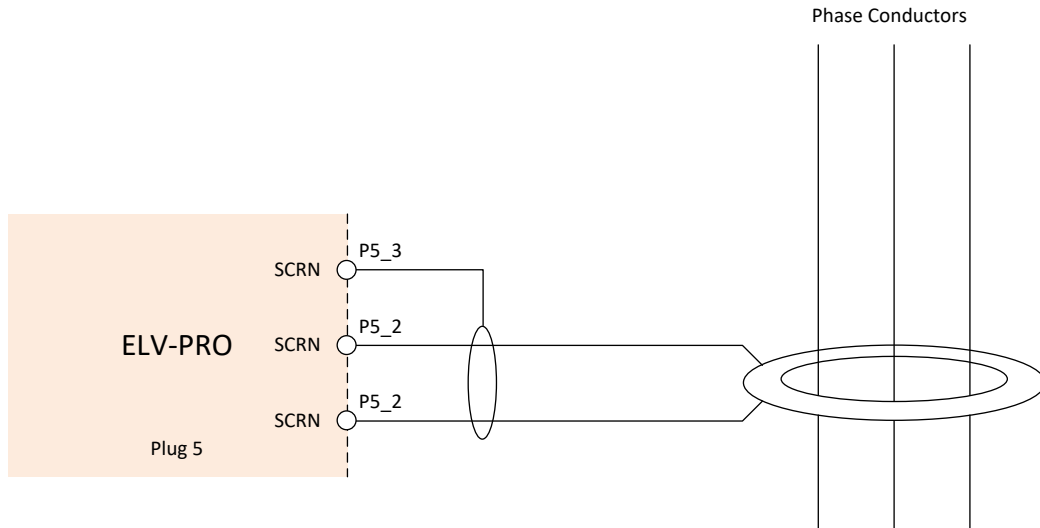 Phase Conductors
P5_3
SCRN
P5_2
ELV-PRO
SCRN
P5_2
SCRN
Plug 5